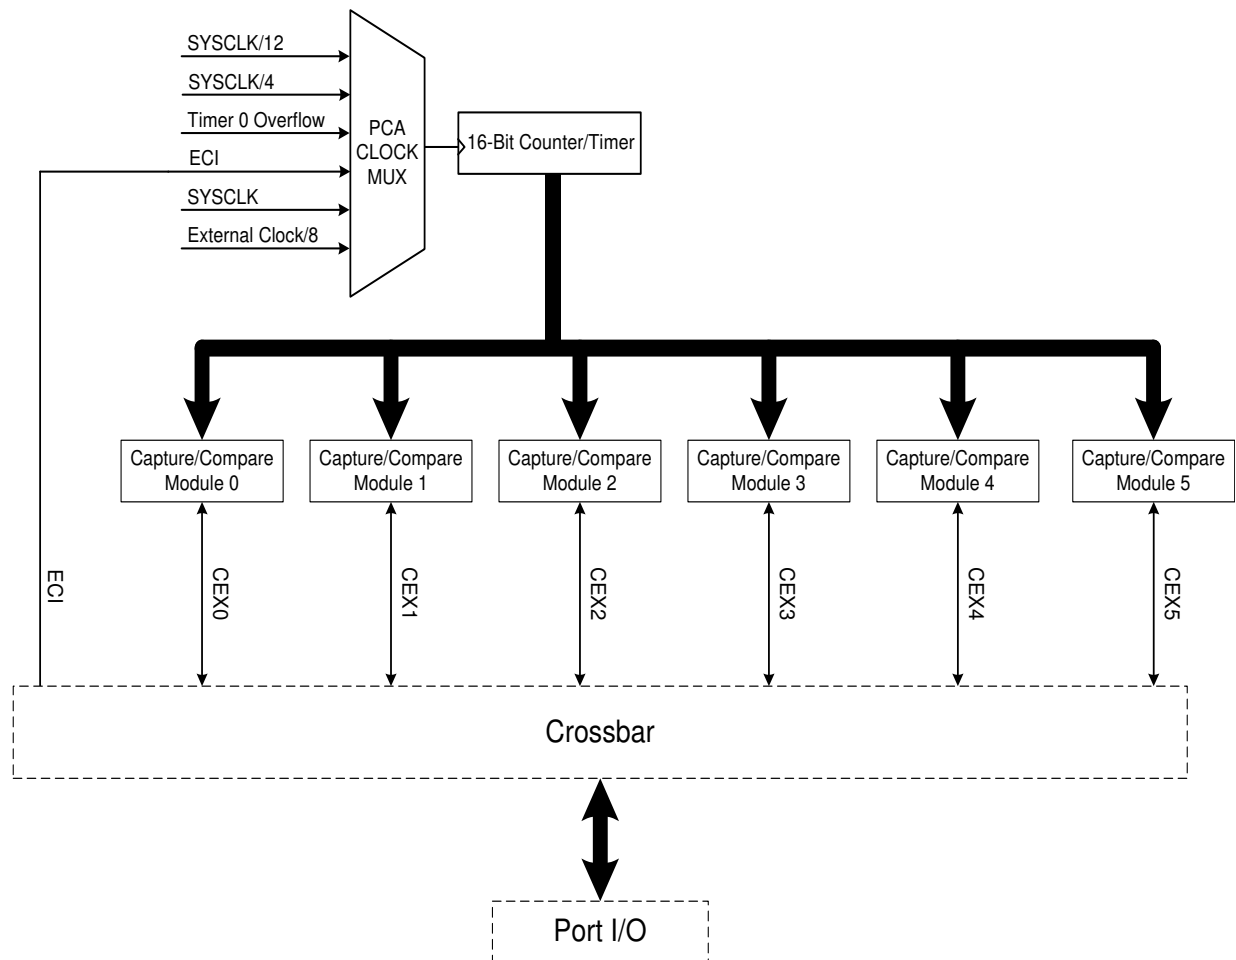 SYSCLK/12
SYSCLK/4
Timer 0 Overflow
ECI
SYSCLK
External Clock/8
PCA
CLOCK
MUX
16-Bit Counter/Timer
Capture/Compare
Module 0
Capture/Compare
Module 1
Capture/Compare
Module 2
Capture/Compare
Module 3
Capture/Compare
Module 4
Capture/Compare
Module 5
ECI
CEX0
CEX1
CEX2
CEX3
CEX4
CEX5
Crossbar
Port I/O